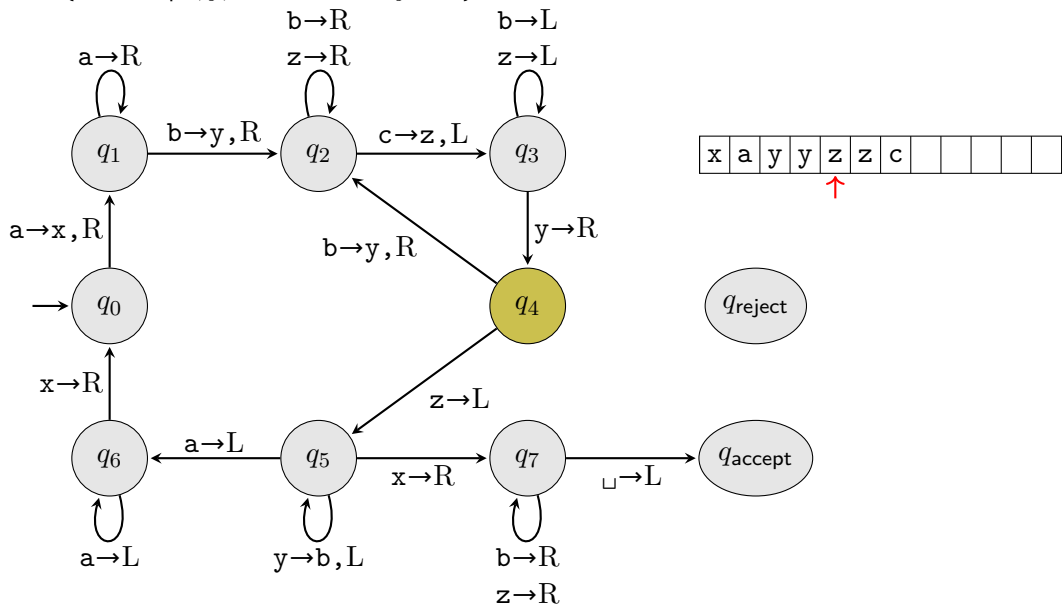 b→R
b→L
a→R
z→R
z→L
q1
b→y,R
q2
c→z,L
q3
x a y y z z c
↑
a→x,R
b→y,R
y→R
q0
q4
qreject
x→R
z→L
q6
a→L
q5
x→R
q7
␣→L
qaccept
a→L
y→b,L
b→R
z→R